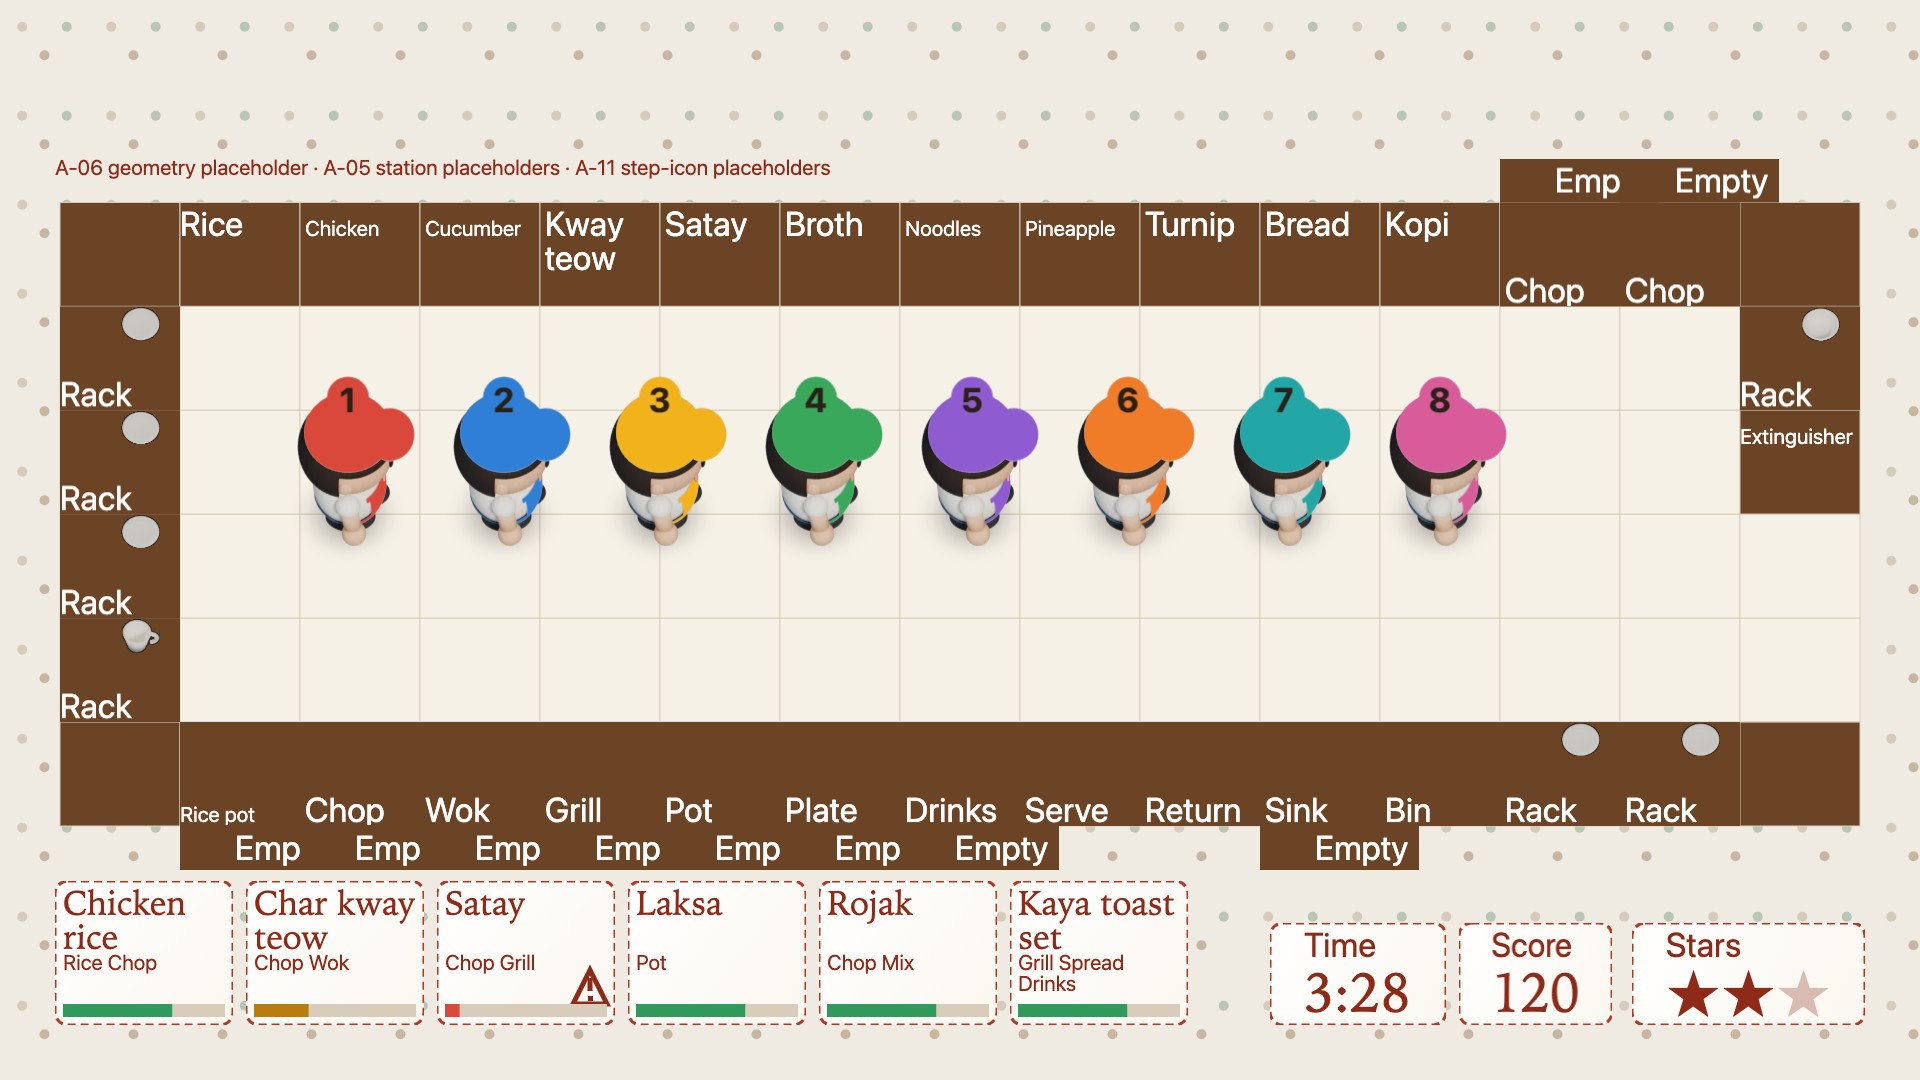 A-06 geometry placeholder · A-05 station placeholders · A-11 step-icon placeholders
Emp Empty
Rice Chicken Cucumber Kway teow Satay Broth Noodles Pineapple Turnip Bread Kopi
Chop Chop
Rack Rack
1 2 3 4 5 6 7 8
Extinguisher
Rack
Rack
Rack
Rice pot Chop Wok Grill Pot Plate Drinks Serve Return Sink Bin Rack Rack
Emp Emp Emp Emp Emp Emp Empty Empty
Chicken
rice
Rice Chop
Char kway
teow
Chop Wok
Satay
Chop Grill
Laksa
Pot
Rojak
Chop Mix
Kaya toast
set
Grill Spread
Drinks
Time
3:28
Score
120
Stars